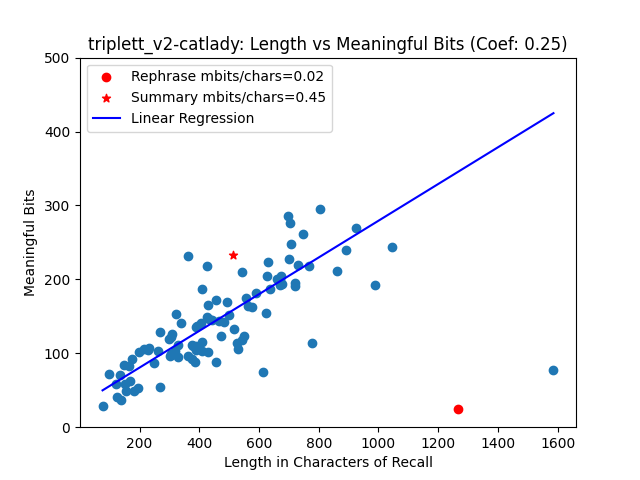 triplett_v2-catlady: Length vs Meaningful Bits (Coef: 0.25)
Rephrase mbits/chars=0.02
Summary mbits/chars=0.45
Linear Regression
500
400
300
200
100
0
Meaningful Bits
200 400 600 800 1000 1200 1400 1600
Length in Characters of Recall